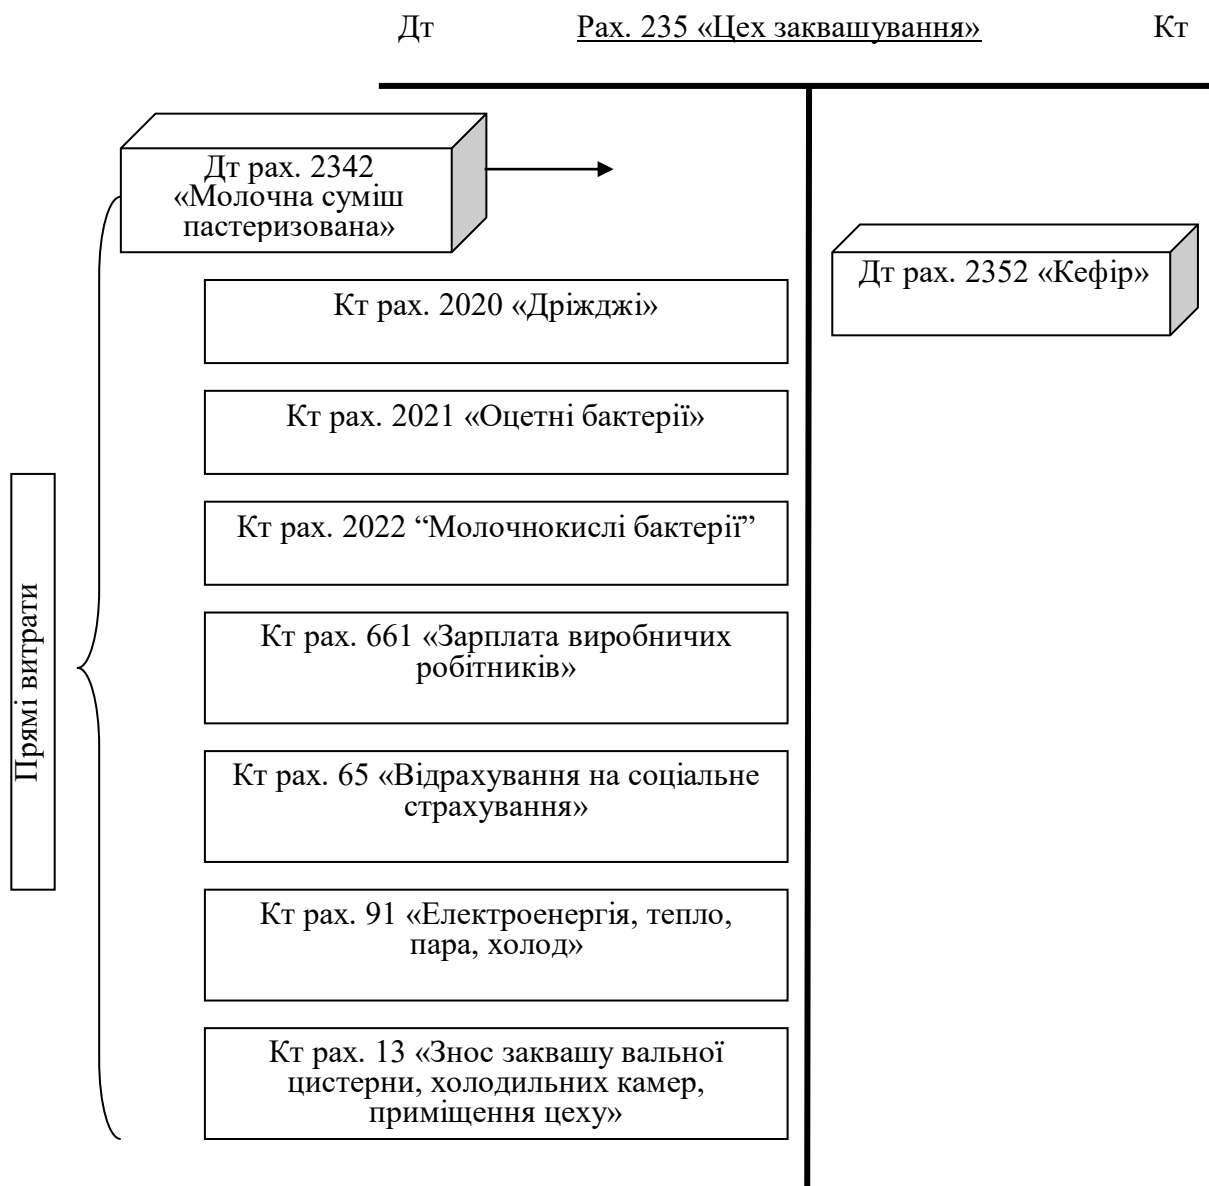 Дт Рах. 235 «Цех заквашування» Кт
Дт рах. 2342
«Молочна суміш
пастеризована»
Дт рах. 2352 «Кефір»
Кт рах. 2020 «Дріжджі»
Кт рах. 2021 «Оцетні бактерії»
Кт рах. 2022 “Молочнокислі бактерії”
Кт рах. 661 «Зарплата виробничих
робітників»
Кт рах. 65 «Відрахування на соціальне
страхування»
Кт рах. 91 «Електроенергія, тепло,
пара, холод»
Кт рах. 13 «Знос заквашу вальної
цистерни, холодильних камер,
приміщення цеху»
Прямі витрати